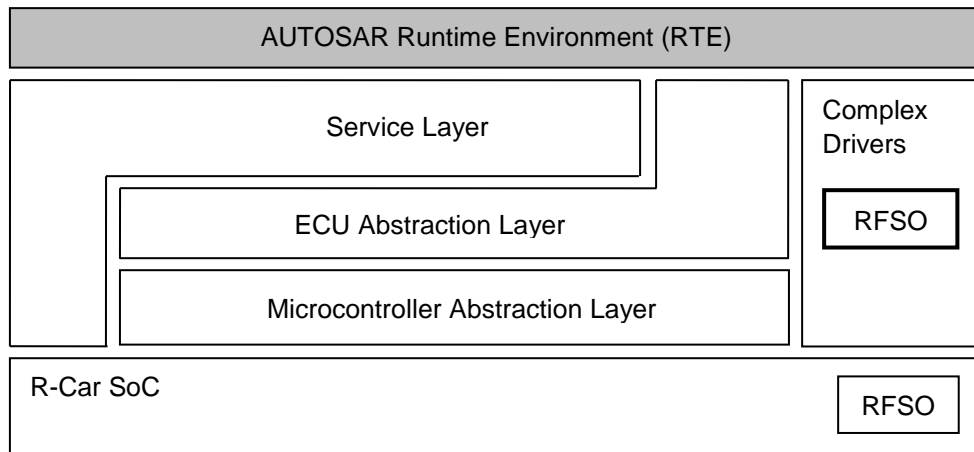 AUTOSAR Runtime Environment (RTE)
Service Layer
Complex
Drivers
RFSO
ECU Abstraction Layer
Microcontroller Abstraction Layer
R-Car SoC
RFSO